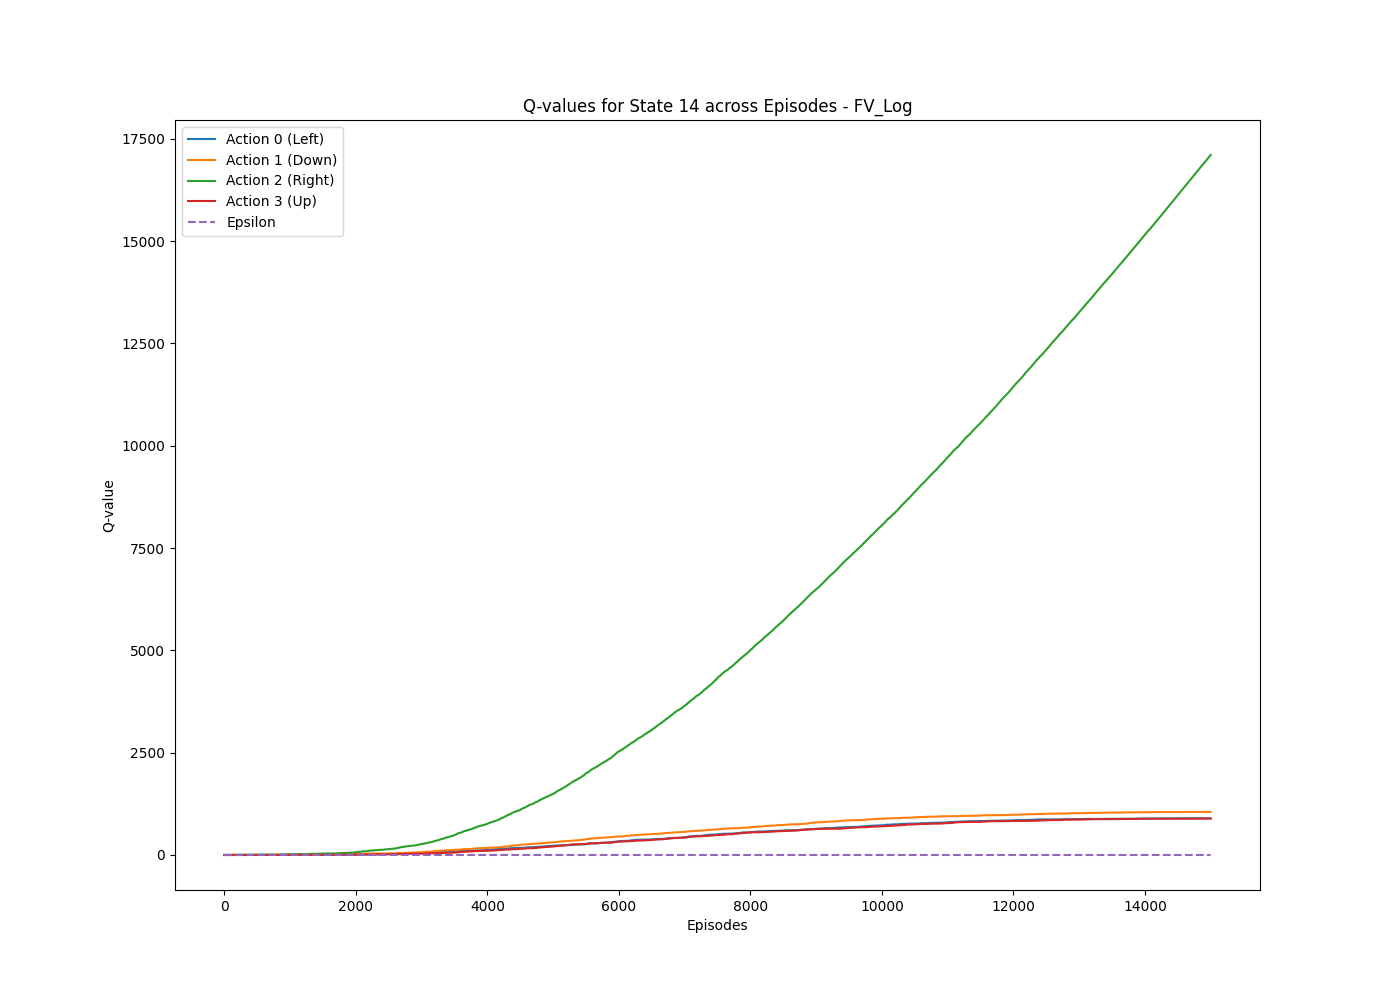 Q-values for State 14 across Episodes - FV_Log
17500
15000
12500
10000
7500
5000
2500
0
Q-value
Action 0 (Left)
Action 1 (Down)
Action 2 (Right)
Action 3 (Up)
Epsilon
0 2000 4000 6000 8000 10000 12000 14000
Episodes